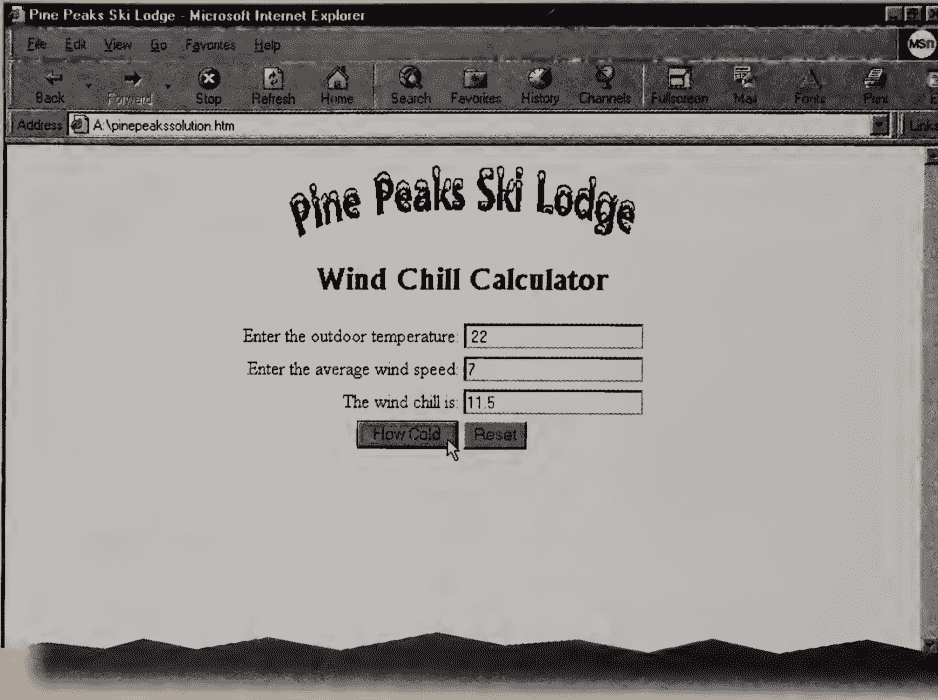 Pine Peaks Ski Lodge - Microsoft Internet Explorer
File Edit View Go Favorites Help
msn
Back Forward Stop Refresh Home Search Favorites History Channels Fullscreen Mail Fonts Print
Address A:\pinepeakssolution.htm Links
Pine Peaks Ski Lodge
Wind Chill Calculator
Enter the outdoor temperature: 22
Enter the average wind speed: 7
The wind chill is: 11.5
How Cold Reset